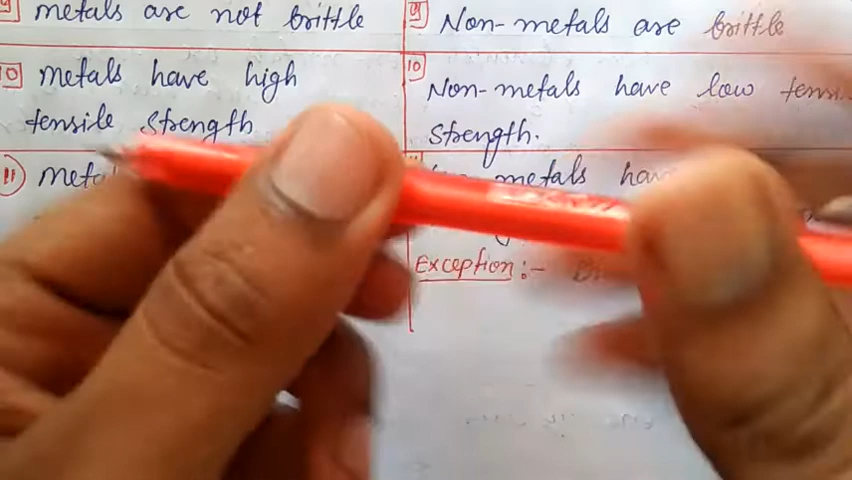 9 metals are not brittle
9 Non-metals are brittle
10 metals have high
tensile strength
10 Non-metals have low
strength.
11
metals
Exception :-